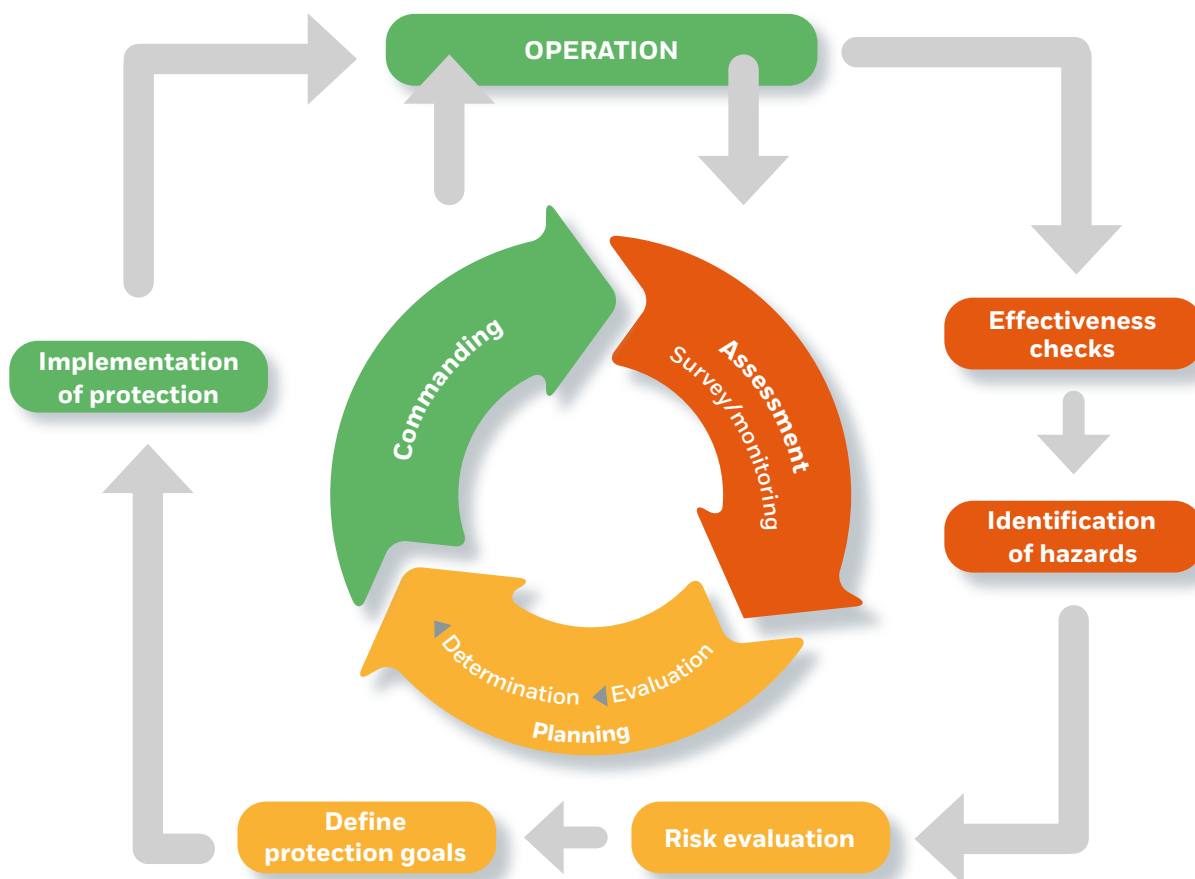 OPERATION
Effectiveness
checks
Implementation
of protection
Commanding
Assessment
Survey/monitoring
Identification
of hazards
Determination
Evaluation
Planning
Define
protection goals
Risk evaluation